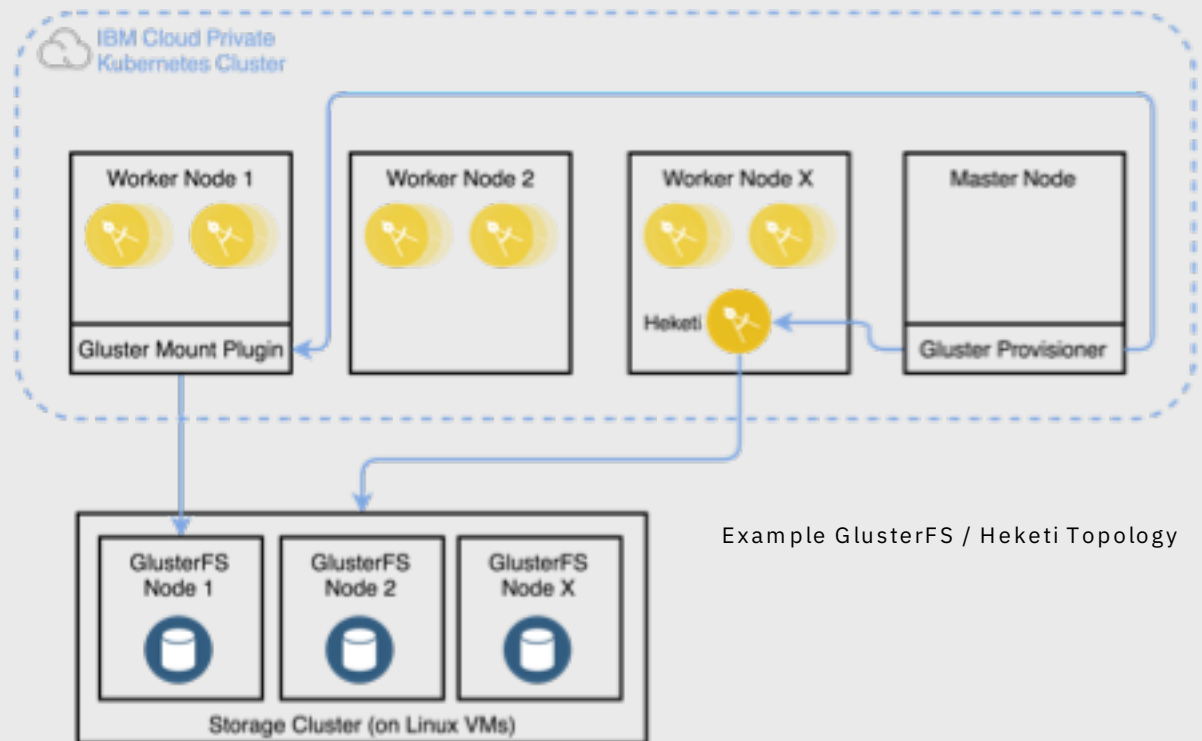 IBM Cloud Private
Kubernetes Cluster
Worker Node 1
Worker Node 2
Worker Node X
Master Node
Heketi
Gluster Mount Plugin
Gluster Provisioner
Example GlusterFS / Heketi Topology
GlusterFS
Node 1
GlusterFS
Node 2
GlusterFS
Node X
Storage Cluster (on Linux VMs)